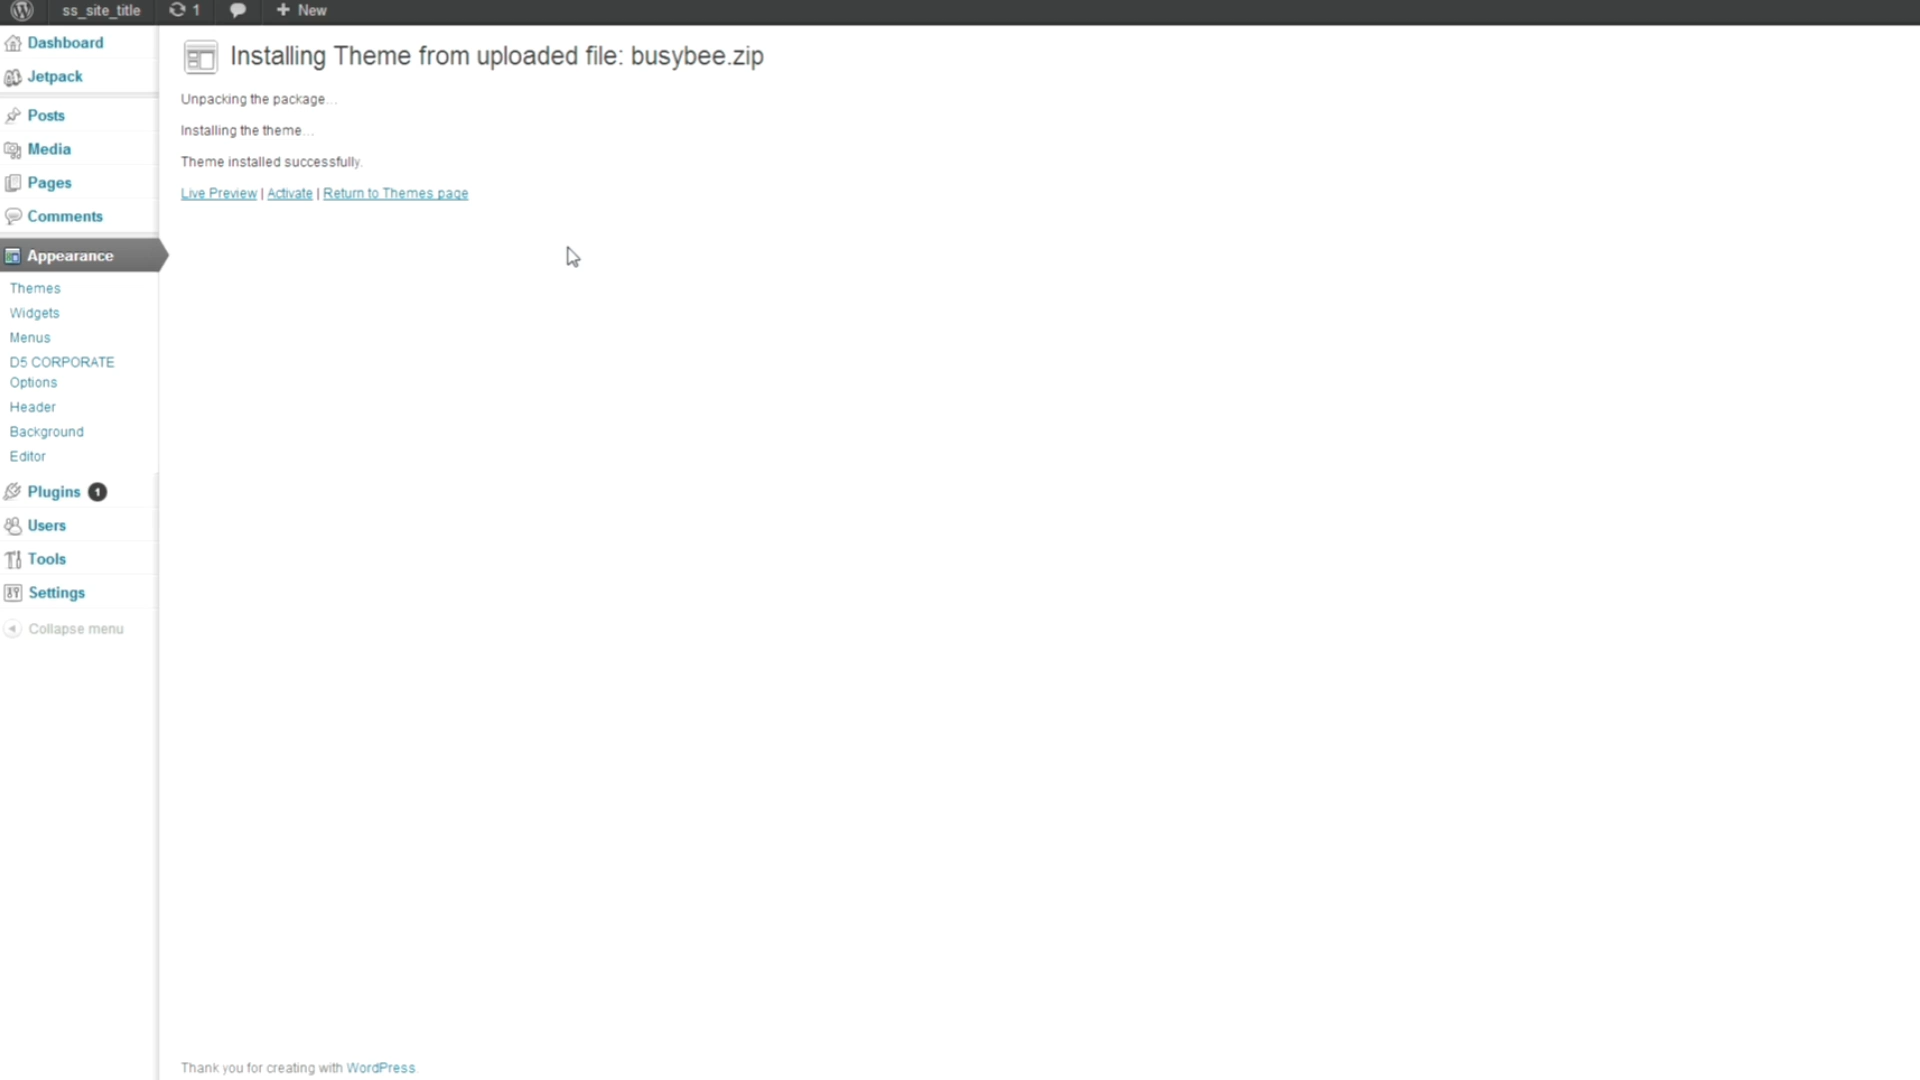 ss_site_title 1 New
Dashboard
Jetpack
Posts
Media
Pages
Comments
Appearance
Themes
Widgets
Menus
D5 CORPORATE
Options
Header
Background
Editor
Plugins 1
Users
Tools
Settings
Collapse menu
Installing Theme from uploaded file: busybee.zip
Unpacking the package…
Installing the theme…
Theme installed successfully.
Live Preview | Activate | Return to Themes page
Thank you for creating with WordPress.